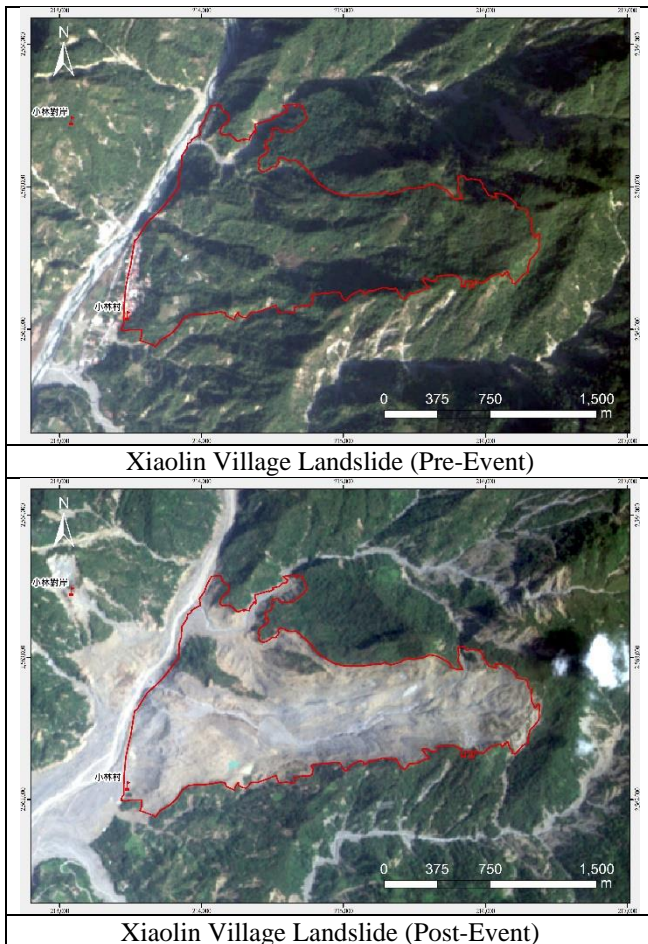 N
小林對岸
小林村
0 375 750 1,500
m
Xiaolin Village Landslide (Pre-Event)
N
小林對岸
小林村
0 375 750 1,500
m
Xiaolin Village Landslide (Post-Event)